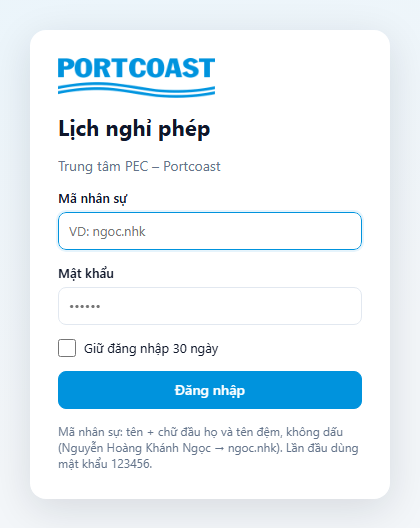 PORTCOAST
Lịch nghỉ phép
Trung tâm PEC – Portcoast
Mã nhân sự
VD: ngoc.nhk
Mật khẩu
••••••
Giữ đăng nhập 30 ngày
Đăng nhập
Mã nhân sự: tên + chữ đầu họ và tên đệm, không dấu
(Nguyễn Hoàng Khánh Ngọc → ngoc.nhk). Lần đầu dùng
mật khẩu 123456.